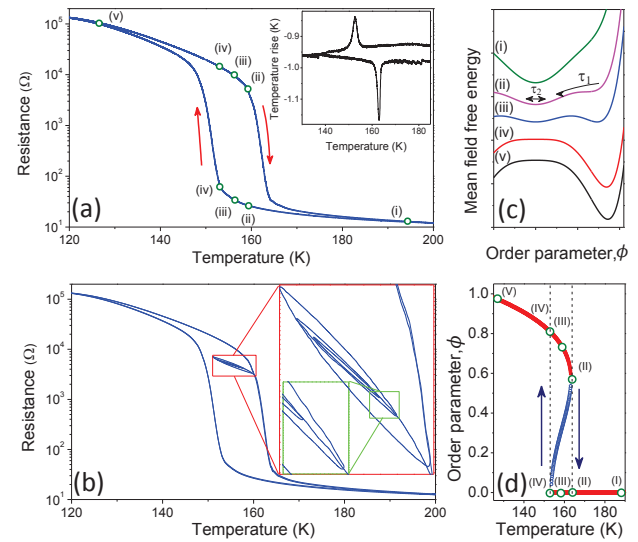 10^5
10^4
10^3
10^2
10^1
Resistance (Ω)
(v)
(iv)
(iii)
(ii)
(iv)
(iii)
(ii)
(i)
(a)
120 140 160 180 200
Temperature (K)
-0.9
-1.0
-1.1
Temperature rise
140 160 180
Temperature (K)
(i)
(ii)
(iii)
(iv)
(v)
τ2
τ1
(c)
Mean field free energy
Order parameter,ϕ
10^5
10^4
10^3
10^2
10^1
Resistance (Ω)
(b)
120 140 160 180 200
Temperature (K)
1.0
0.8
0.6
0.4
0.2
0.0
Order parameter,ϕ
(V)
(IV)
(III)
(II)
(IV)
(III)
(II)
(I)
(d)
135 150 165 180
Temperature (K)